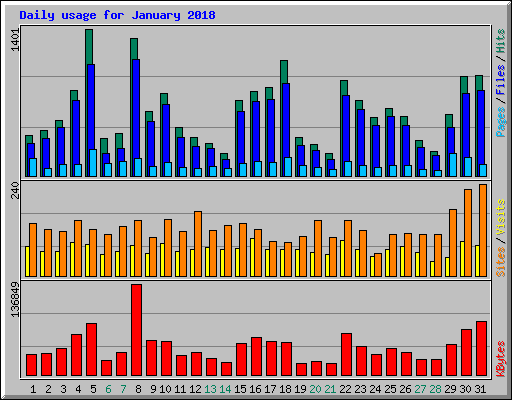 Daily usage for January 2018
1401
Pages / Files / Hits
240
Sites / Visits
136849
KBytes
1 2 3 4 5 6 7 8 9 10 11 12 13 14 15 16 17 18 19 20 21 22 23 24 25 26 27 28 29 30 31